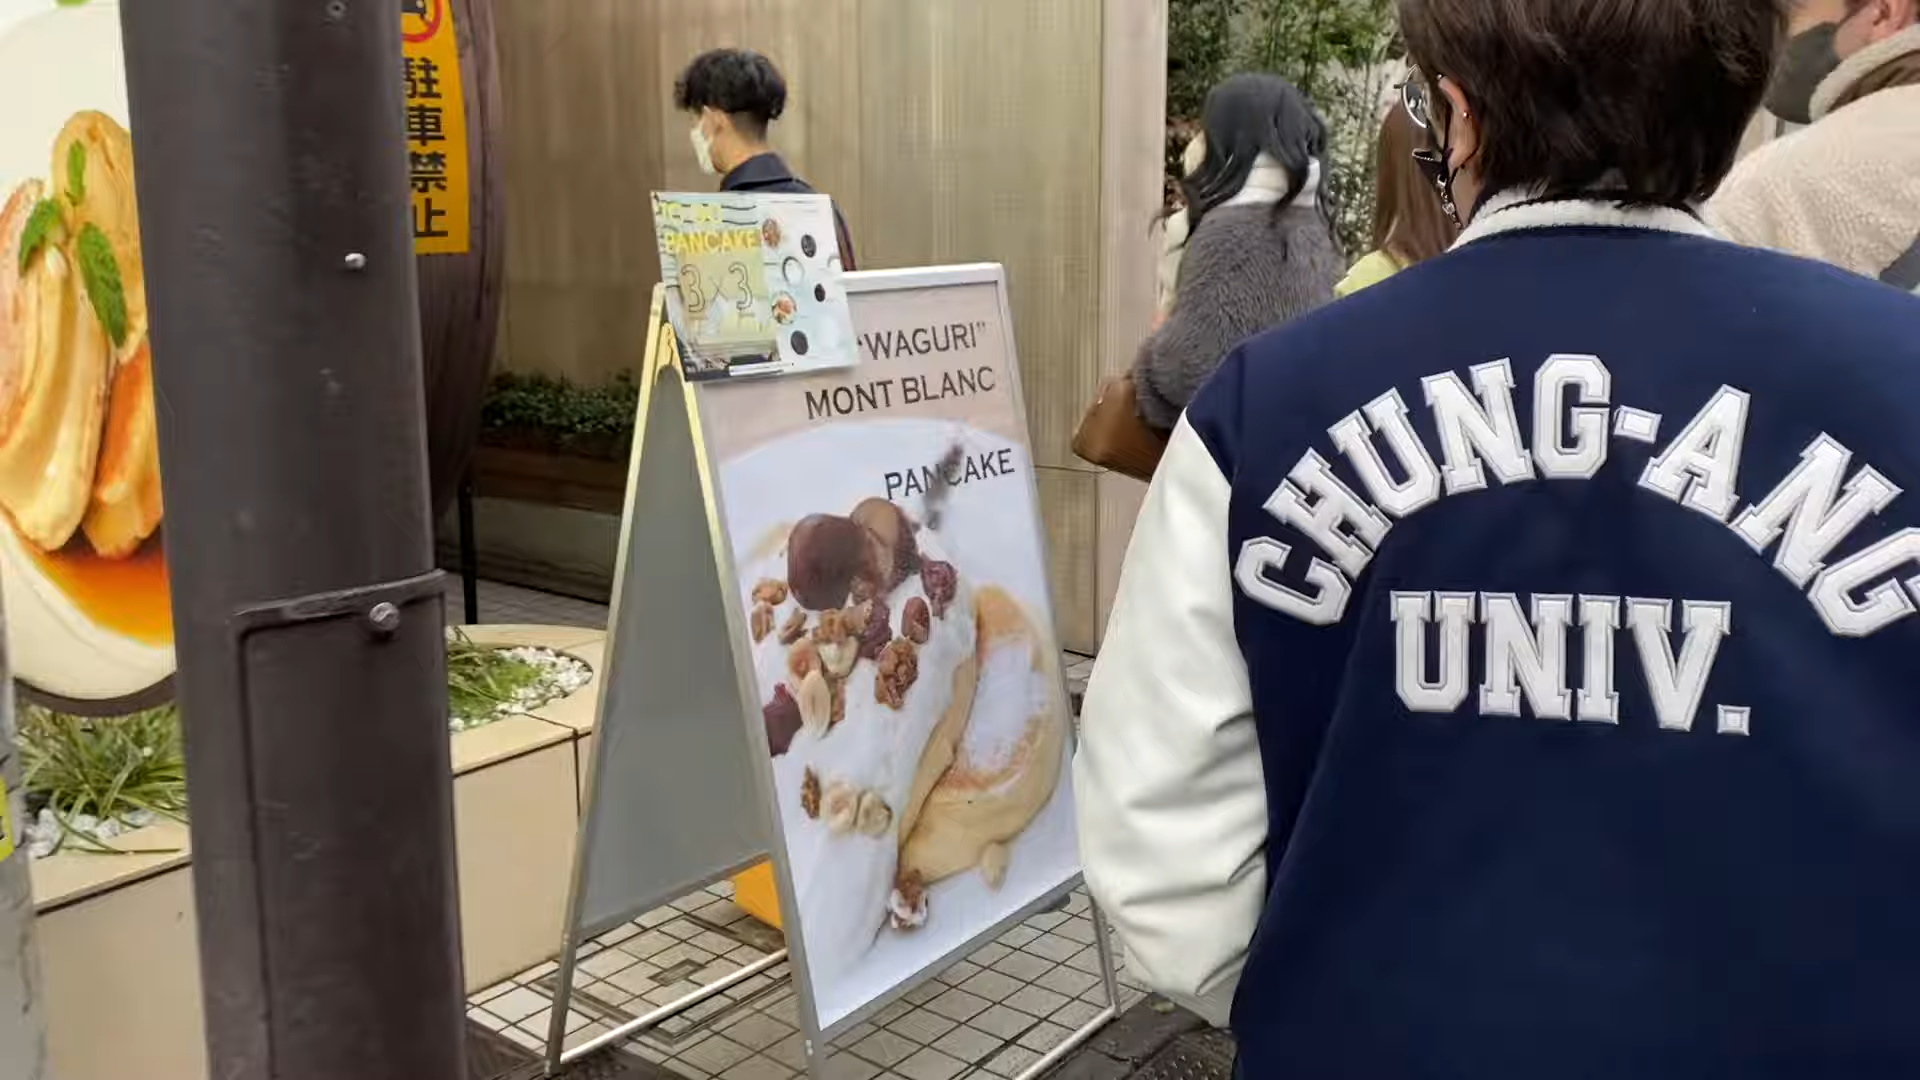 駐車禁止
PANCAKE
3×3
"WAGURI"
MONT BLANC
PANCAKE
CHUNG-ANG
UNIV.